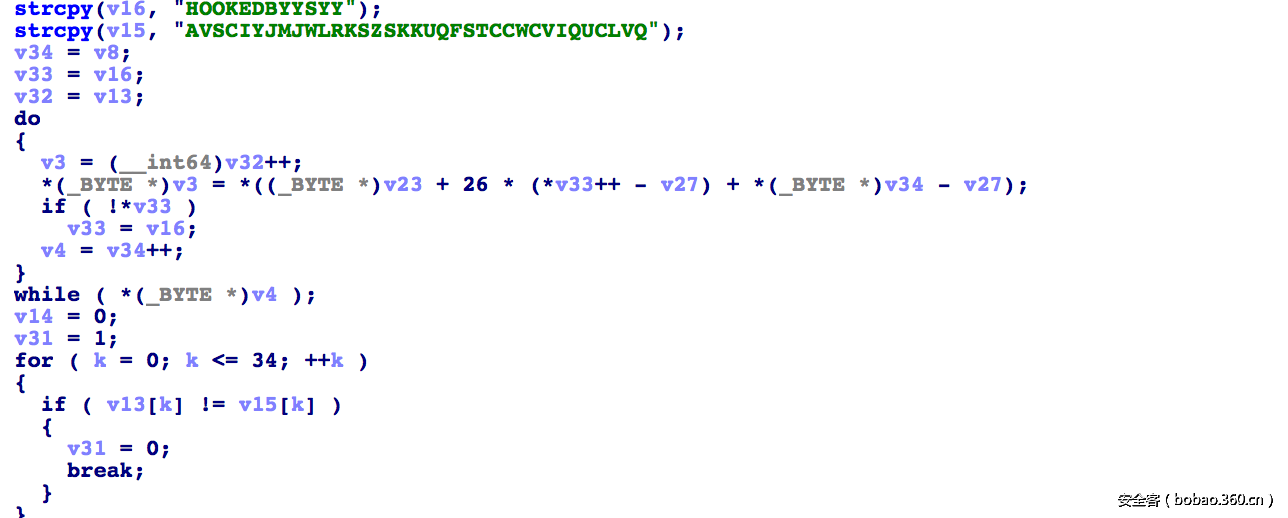 strcpy(v16, "HOOKEDBYYSYY");
strcpy(v15, "AVSCIYJMJWLRKSZSKKUQFSTCCWCVIQUCLVQ");
v34 = v8;
v33 = v16;
v32 = v13;
do
{
v3 = (__int64)v32++;
*(_BYTE *)v3 = *((_BYTE *)v23 + 26 * (*v33++ - v27) + *(_BYTE *)v34 - v27);
if ( !*v33 )
v33 = v16;
v4 = v34++;
}
while ( *(_BYTE *)v4 );
v14 = 0;
v31 = 1;
for ( k = 0; k <= 34; ++k )
{
if ( v13[k] != v15[k] )
{
v31 = 0;
break;
}
}
安全客（bobao.360.cn）